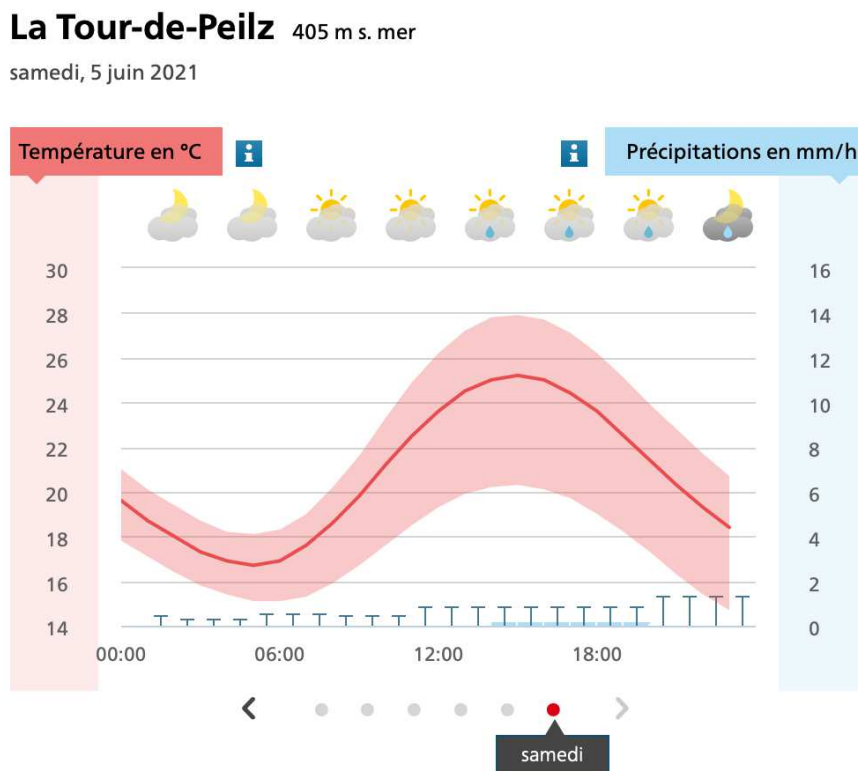 La Tour-de-Peilz 405 m s. mer
samedi, 5 juin 2021
Température en °C i i Précipitations en mm/h
30 16
28 14
26 12
24 10
22 8
20 6
18 4
16 2
14 0
00:00 06:00 12:00 18:00
samedi